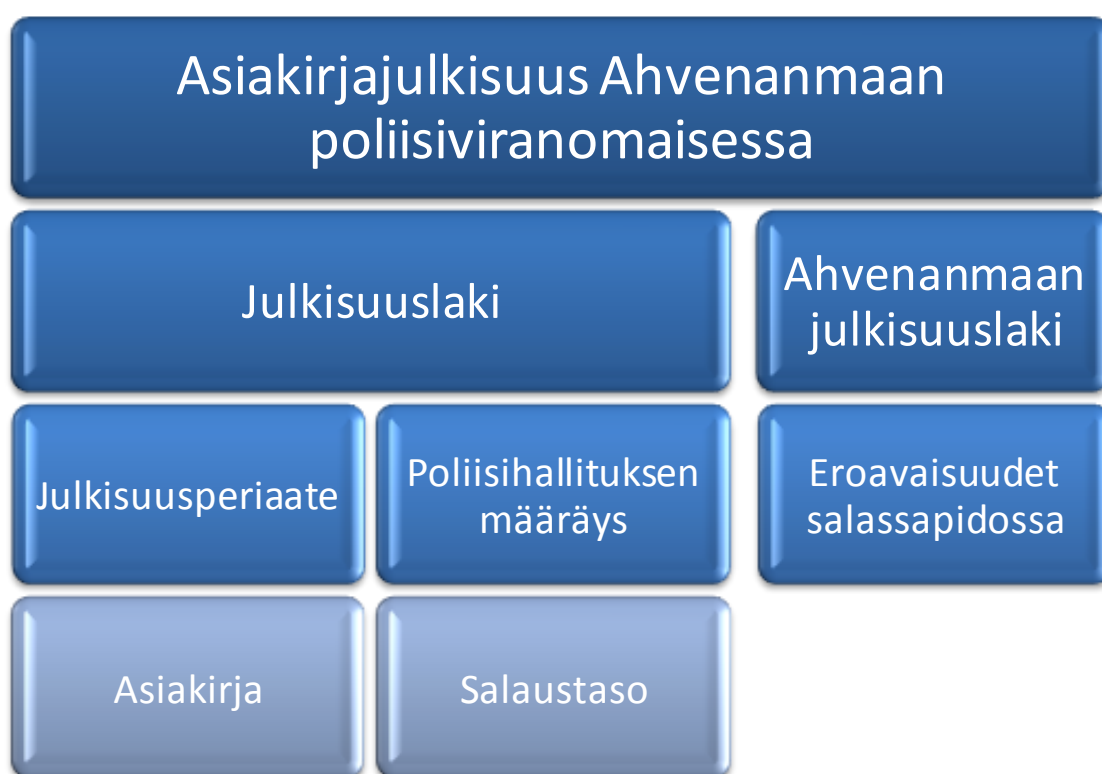 Asiakirjajulkisuus Ahvenanmaan
poliisiviranomaisessa
Julkisuuslaki
Ahvenanmaan
julkisuuslaki
Julkisuusperiaate
Poliisihallituksen
määräys
Eroavaisuudet
salassapidossa
Asiakirja
Salaustaso